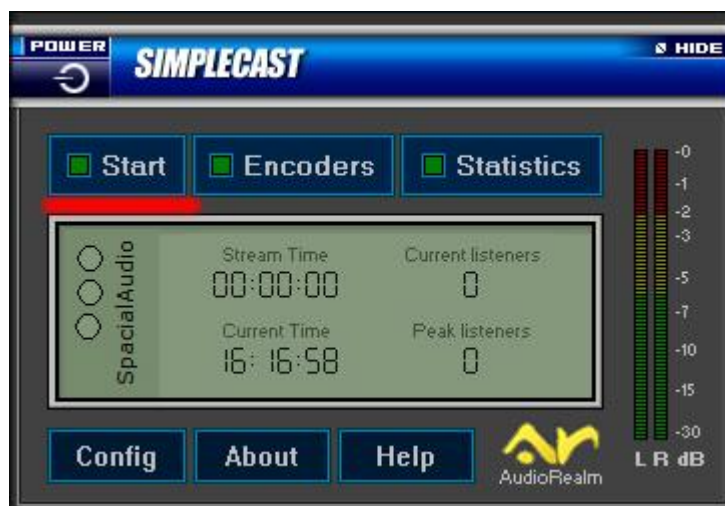 POWER
SIMPLECAST
HIDE
Start
Encoders
Statistics
SpacialAudio
Stream Time
Current listeners
00:00:00
0
Current Time
Peak listeners
16:16:58
0
-0
-1
-2
-3
-5
-7
-10
-15
-30
L R dB
Config
About
Help
AudioRealm